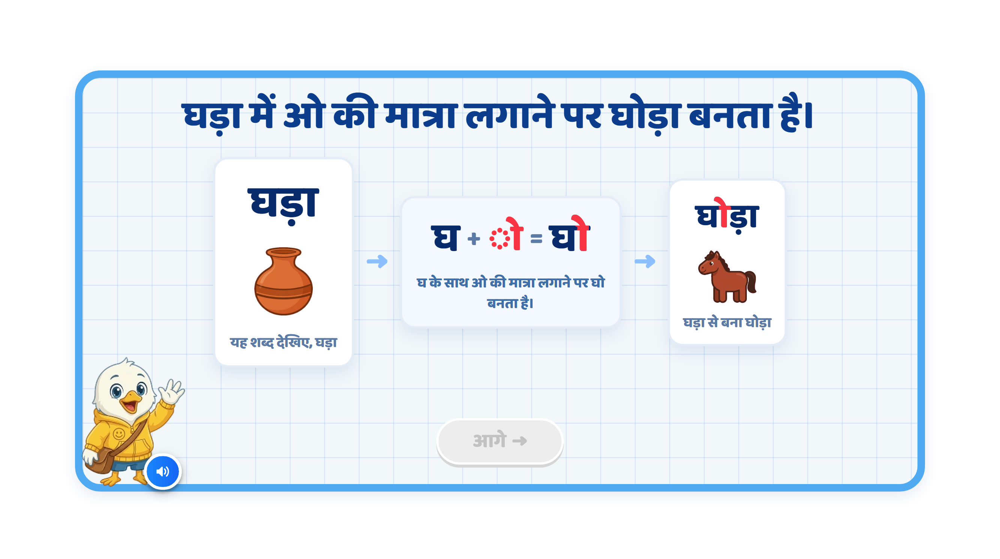 घड़ा में ओ की मात्रा लगाने पर घोड़ा बनता है।
घड़ा
यह शब्द देखिए, घड़ा
→
घ + ो = घो
घ के साथ ओ की मात्रा लगाने पर घो
बनता है।
→
घोड़ा
घड़ा से बना घोड़ा
आगे →